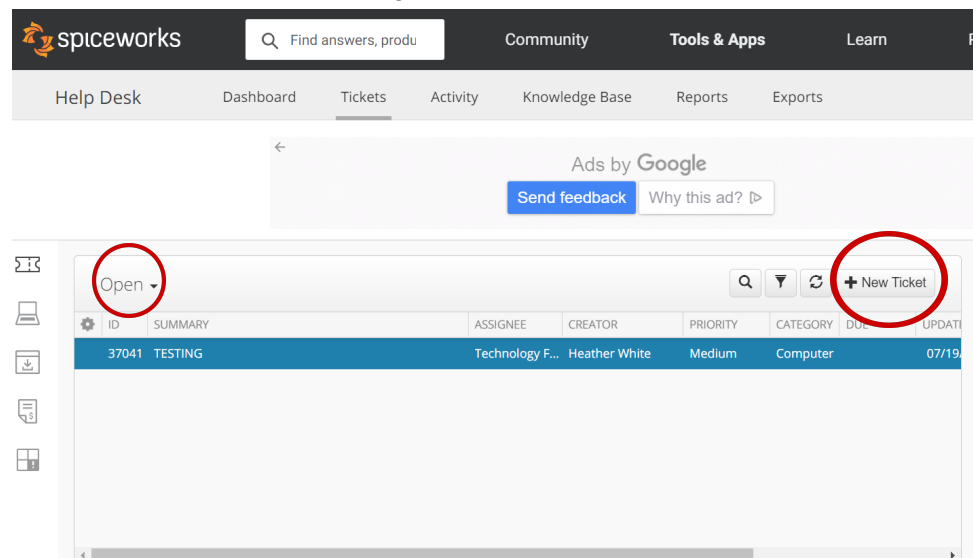 spiceworks Find answers, produ Community Tools & Apps Learn
Help Desk Dashboard Tickets Activity Knowledge Base Reports Exports
Ads by Google
Send feedback Why this ad?
Open New Ticket
ID SUMMARY ASSIGNEE CREATOR PRIORITY CATEGORY DUE UPDAT
37041 TESTING Technology F... Heather White Medium Computer 07/19/